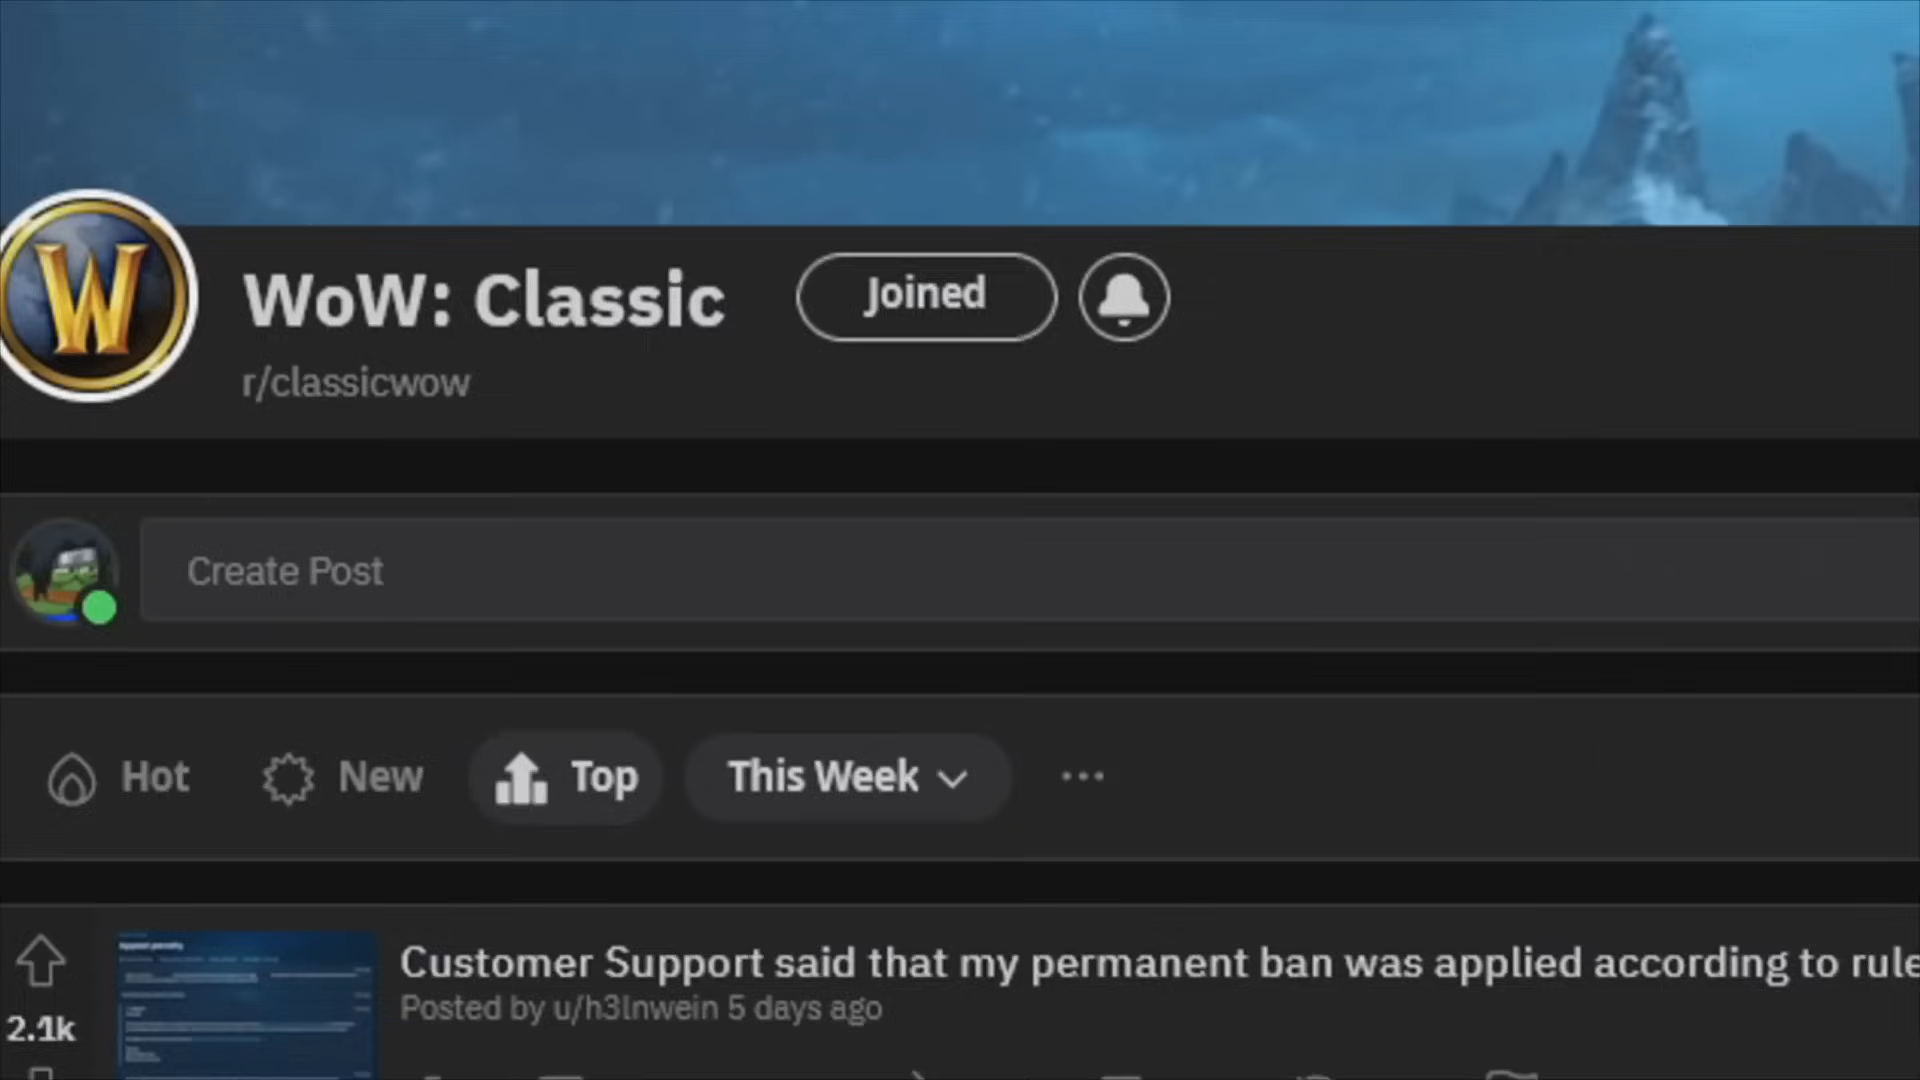 W
WoW: Classic
Joined
r/classicwow
Create Post
Hot
New
Top
This Week
Customer Support said that my permanent ban was applied according to rule
Posted by u/h3lnwein 5 days ago
2.1k